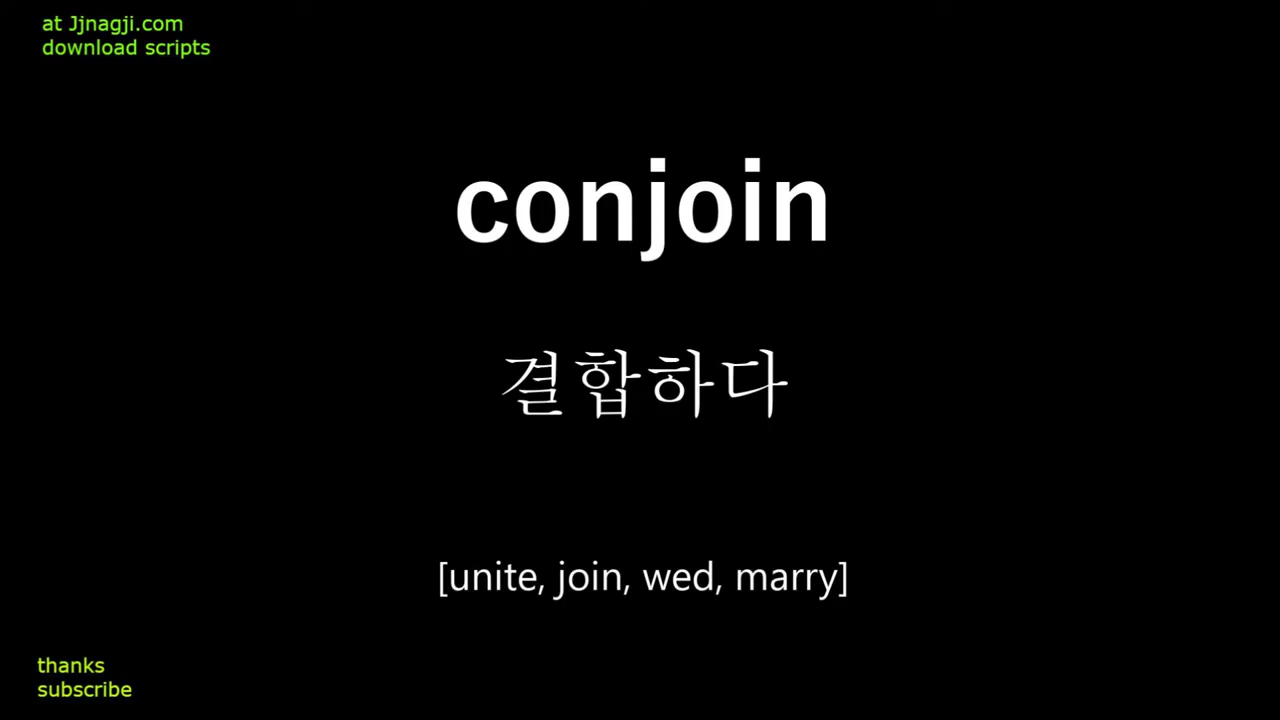 at Jjnagji.com
download scripts
conjoin
결합하다
[unite, join, wed, marry]
thanks
subscribe